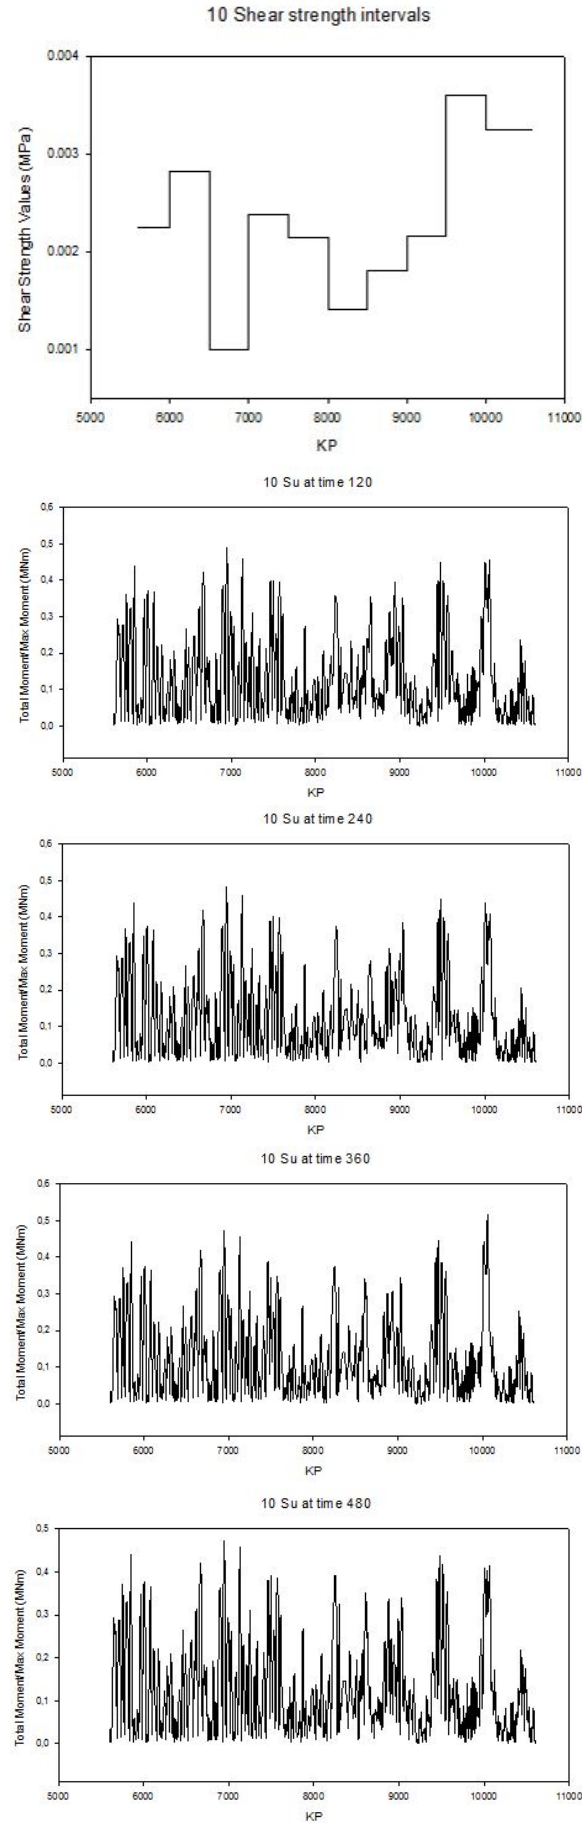 10 Shear strength intervals
0.004
0.003
0.002
0.001
Shear Strength Values (MPa)
5000 6000 7000 8000 9000 10000 11000
KP
10 Su at time 120
0,6
0,5
0,4
0,3
0,2
0,1
0,0
Total Moment/Max Moment (MNm)
5000 6000 7000 8000 9000 10000 11000
KP
10 Su at time 240
0,6
0,5
0,4
0,3
0,2
0,1
0,0
Total Moment/Max Moment (MNm)
5000 6000 7000 8000 9000 10000 11000
KP
10 Su at time 360
0,6
0,5
0,4
0,3
0,2
0,1
0,0
Total Moment/Max Moment (MNm)
5000 6000 7000 8000 9000 10000 11000
KP
10 Su at time 480
0,5
0,4
0,3
0,2
0,1
0,0
Total Moment/Max Moment (MNm)
5000 6000 7000 8000 9000 10000 11000
KP